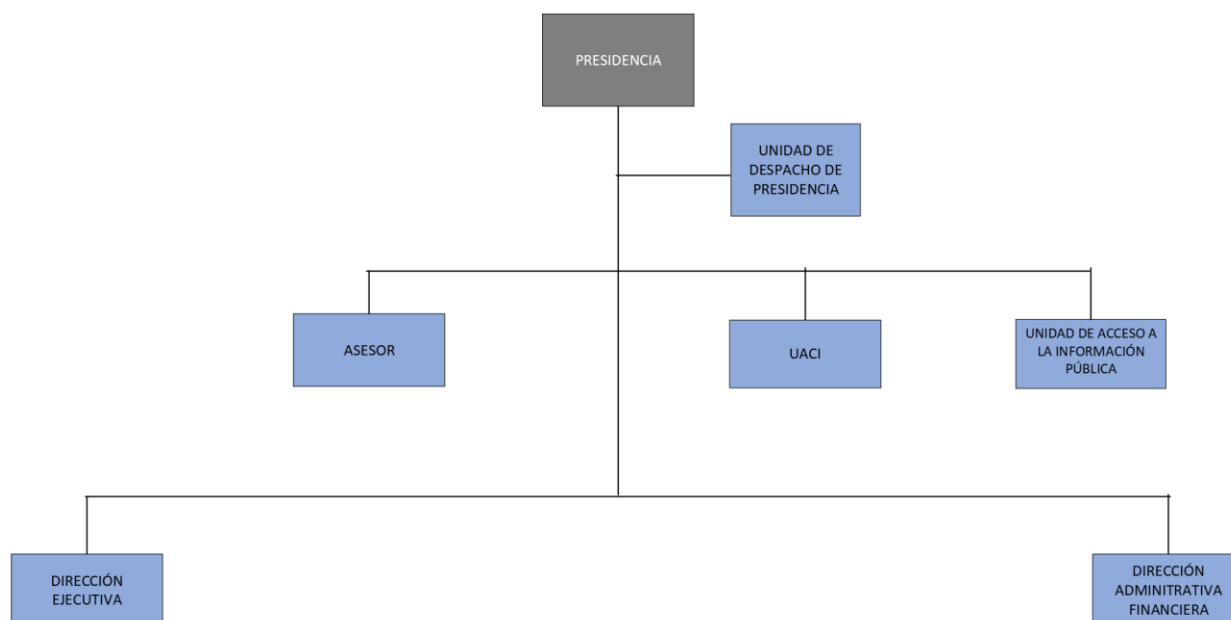 PRESIDENCIA
UNIDAD DE
DESPACHO DE
PRESIDENCIA
ASESOR
UACI
UNIDAD DE ACCESO A
LA INFORMACIÓN
PÚBLICA
DIRECCIÓN
EJECUTIVA
DIRECCIÓN
ADMINITRATIVA
FINANCIERA